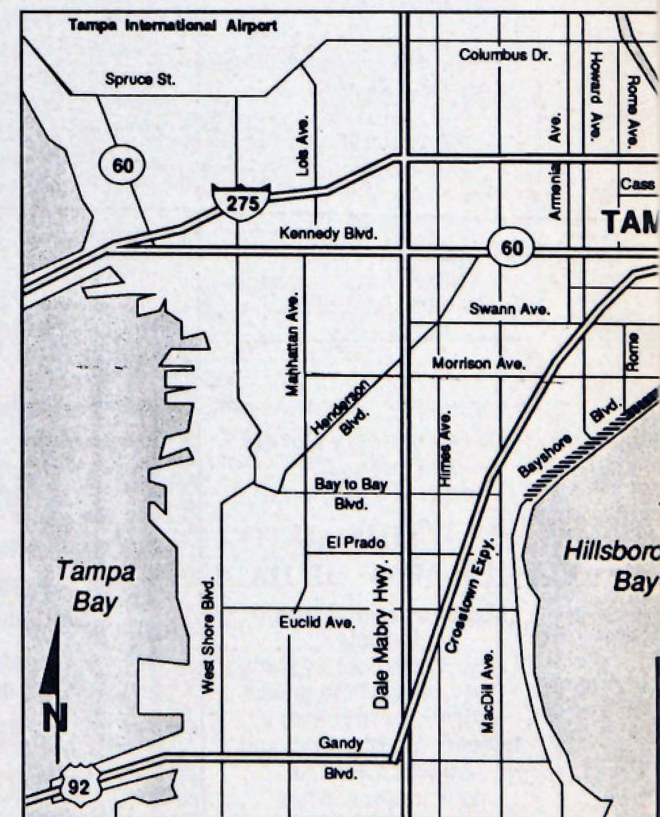 Tampa International Airport
Columbus Dr.
Spruce St.
Howard Ave.
Rome Ave.
Lois Ave.
Armenia Ave.
60
275
Cass
Kennedy Blvd.
60
TAM
Swann Ave.
Manhattan Ave.
Morrison Ave.
Rome
Henderson
Blvd.
Himes Ave.
Bayshore Blvd.
Bay to Bay
Blvd.
El Prado
Tampa
Bay
Hillsboro
Bay
Crosstown Expy.
West Shore Blvd.
Euclid Ave.
Dale Mabry Hwy.
MacDill Ave.
N
Gandy
Blvd.
92